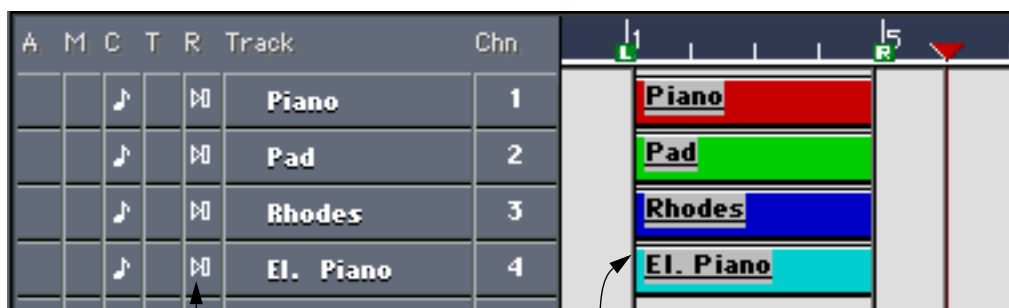 A M C T R Track Chn 1 5
L R
Piano 1 Piano
Pad 2 Pad
Rhodes 3 Rhodes
El. Piano 4 El. Piano